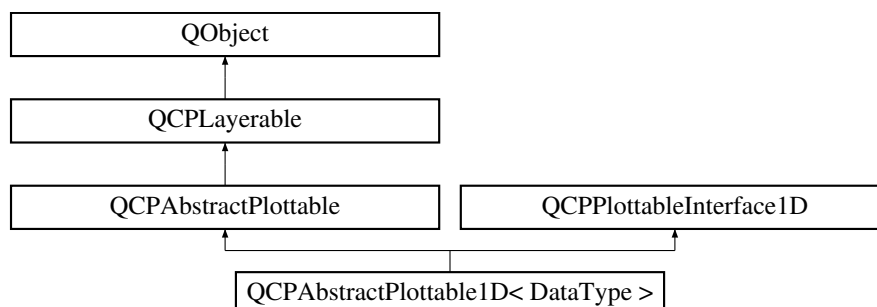 QObject
QCPLayerable
QCPAbstractPlottable
QCPPlottableInterface1D
QCPAbstractPlottable1D< DataType >